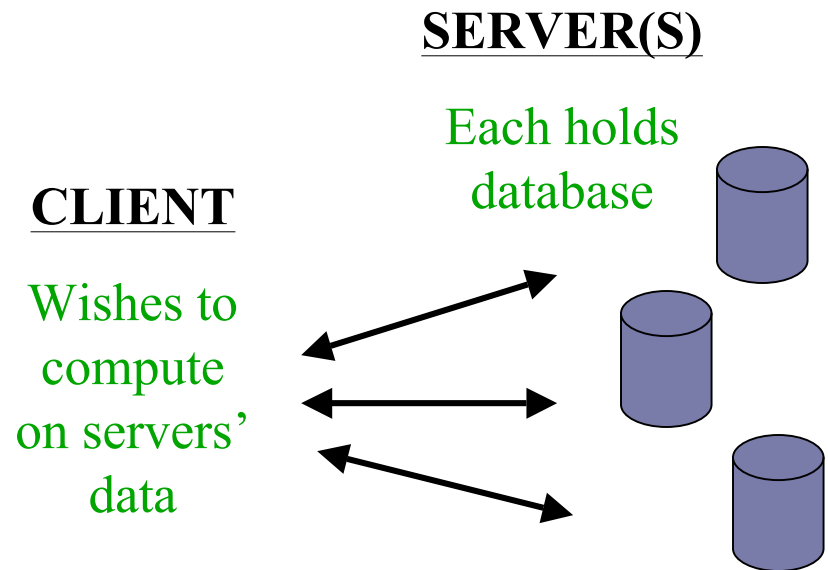 SERVER(S)
Each holds
database
CLIENT
Wishes to
compute
on servers’
data